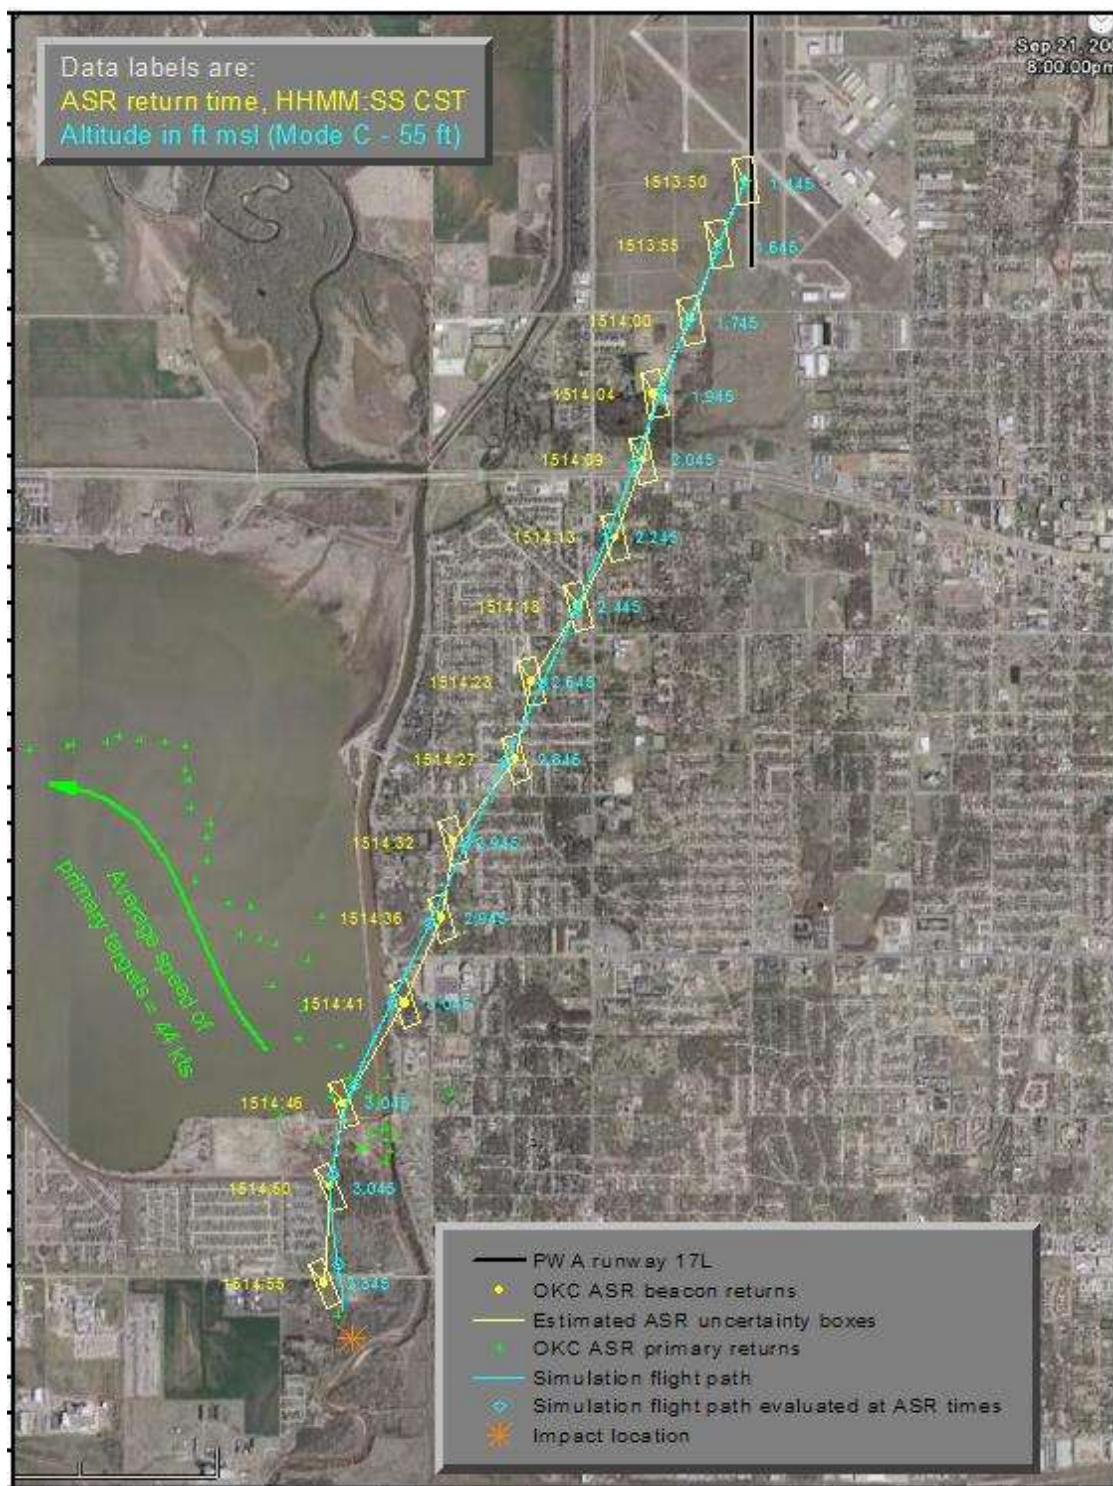 Sep 21, 20
8:00:00pm
Data labels are:
ASR return time, HHMM:SS CST
Altitude in ft msl (Mode C - 55 ft)
1513:50 1,445
1513:55 1,645
1514:00 1,745
1514:04 1,945
1514:09 2,045
1514:13 2,245
1514:18 2,445
1514:23 2,645
1514:27 2,845
1514:32 2,945
1514:36 2,945
1514:41 3,045
1514:46 3,045
1514:50 3,045
1514:55
Average speed of
primary targets = 44 kts
PWA runway 17L
OKC ASR beacon returns
Estimated ASR uncertainty boxes
OKC ASR primary returns
Simulation flight path
Simulation flight path evaluated at ASR times
Impact location